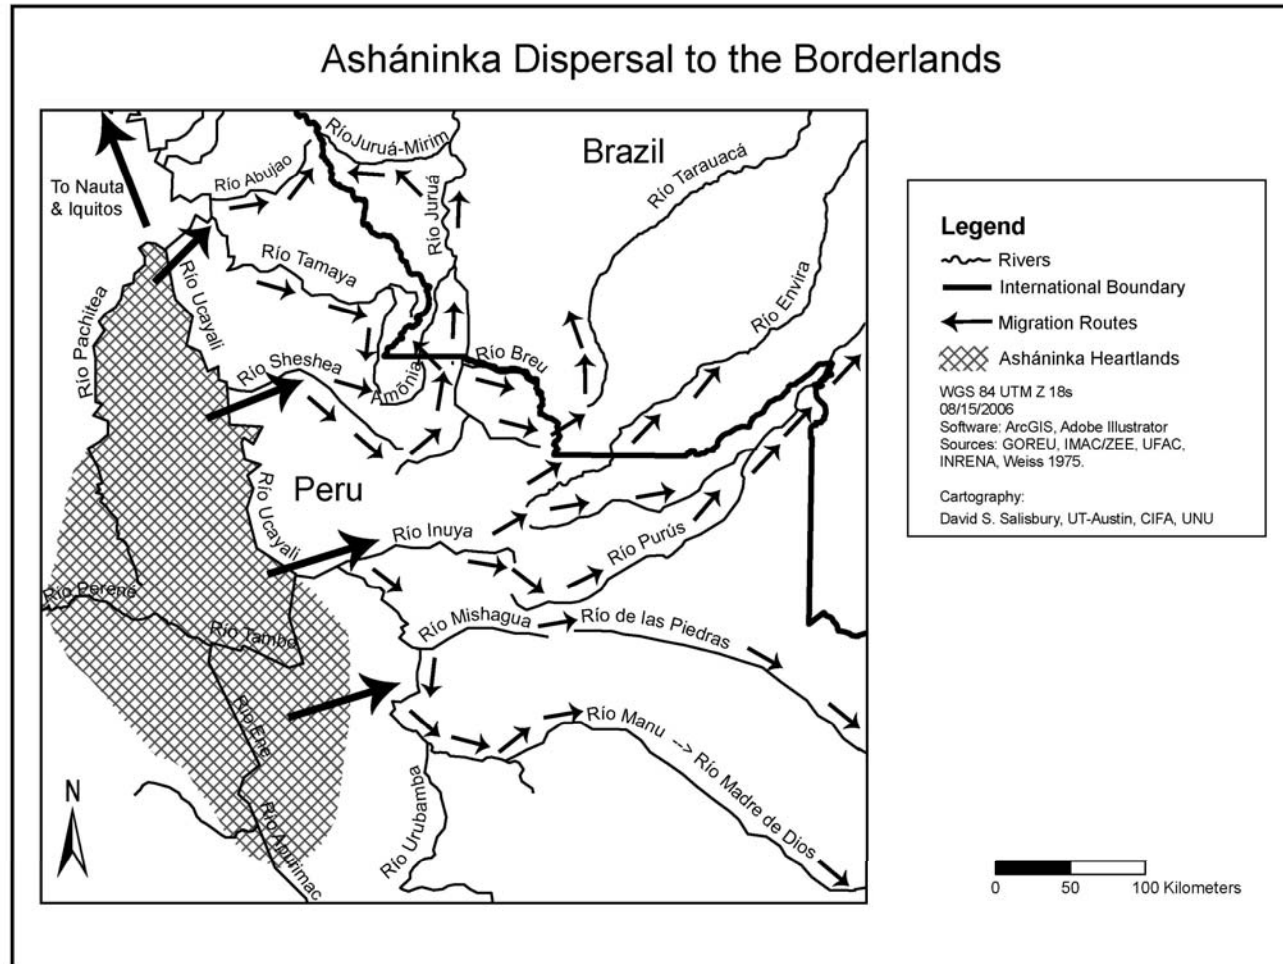 Asháninka Dispersal to the Borderlands
RíoJuruá-Mirim
Brazil
Río Tarauacá
Río Abujao
To Nauta
& Iquitos
Río Juruá
Río Tamaya
Río Ucayali
Río Envira
Río Pachitea
Río Sheshea
Río Breu
Amõnia
Peru
Río Ucayali
Río Inuya
Río Purús
Río Perené
Río Tambo
Río Mishagua
Río de las Piedras
Río Ene
Río Manu --> Río Madre de Dios
Río Urubamba
Río Apurimac
N
Legend
Rivers
International Boundary
Migration Routes
Asháninka Heartlands
WGS 84 UTM Z 18s
08/15/2006
Software: ArcGIS, Adobe Illustrator
Sources: GOREU, IMAC/ZEE, UFAC,
INRENA, Weiss 1975.
Cartography:
David S. Salisbury, UT-Austin, CIFA, UNU
0 50 100 Kilometers